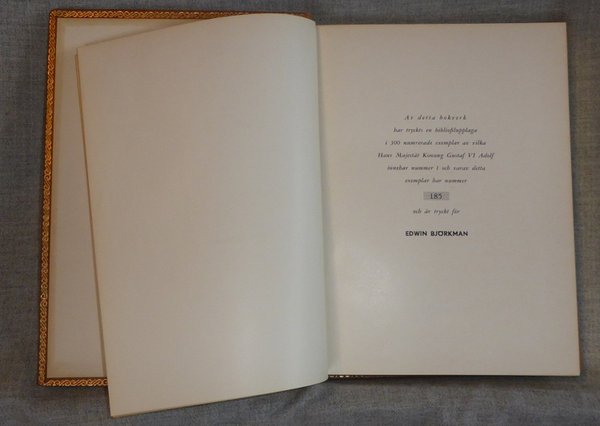 Av detta bokverk
har tryckts en bibliofilupplaga
i 300 numrerade exemplar av vilka
Hans Majestät Konung Gustaf VI Adolf
innehar nummer 1 och varav detta
exemplar har nummer
185
och är tryckt för
EDWIN BJÖRKMAN